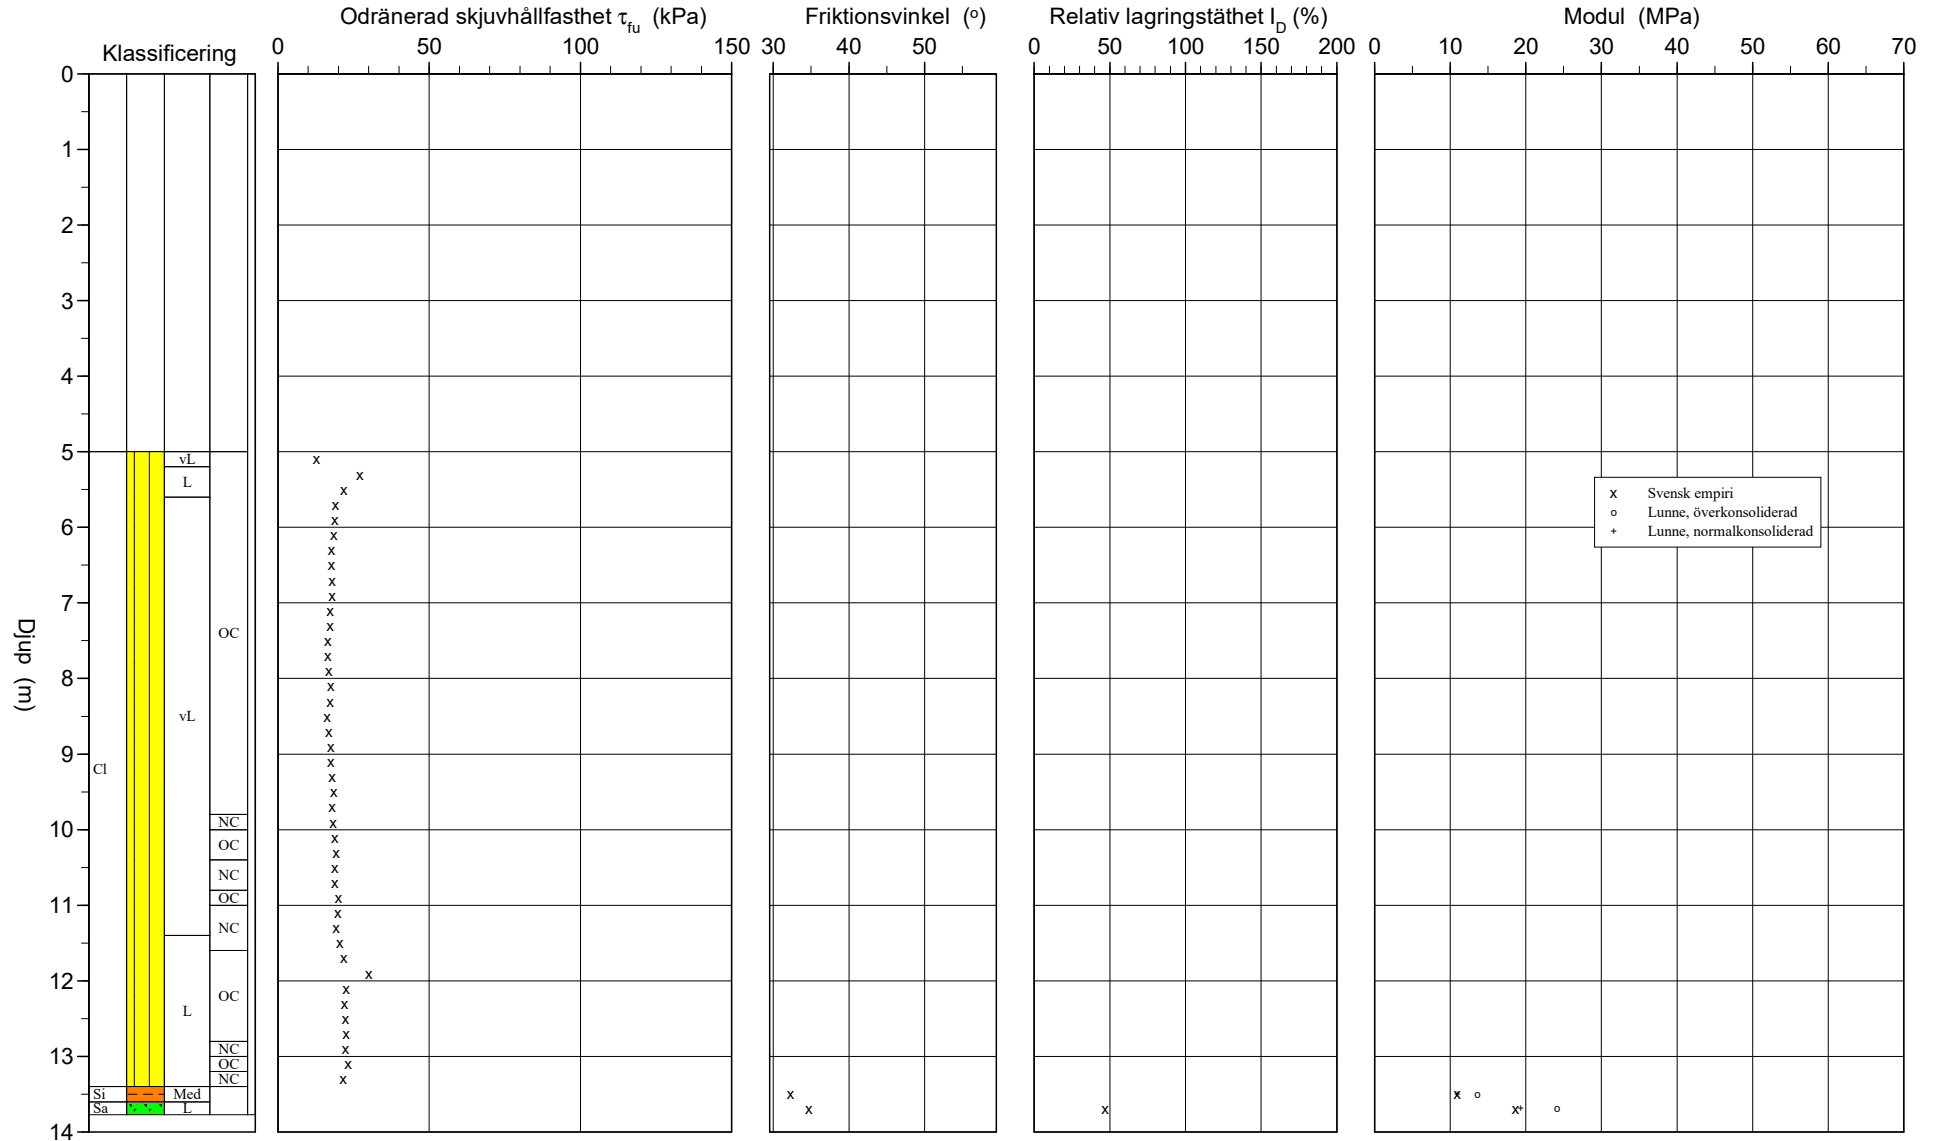 Odränerad skjuvhållfasthet τfu (kPa)
Friktionsvinkel (o)
Relativ lagringstäthet ID (%)
Modul (MPa)
Klassificering
0 50 100 150
30 40 50
0 50 100 150 200
0 10 20 30 40 50 60 70
0
1
2
3
4
5
6
7
8
9
10
11
12
13
14
Djup (m)
Cl
Si
Sa
vL
L
vL
L
Med
L
OC
NC
OC
NC
OC
NC
OC
NC
OC
NC
x Svensk empiri
o Lunne, överkonsoliderad
+ Lunne, normalkonsoliderad